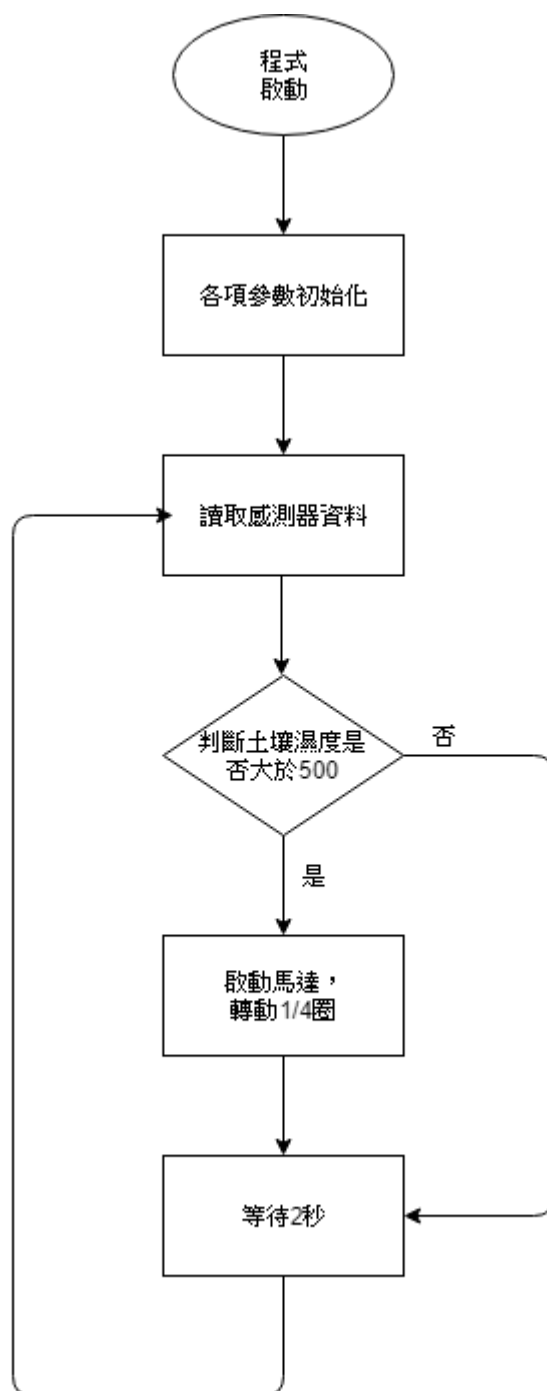 程式
啟動
各項參數初始化
讀取感測器資料
判斷土壤濕度是
否大於500
否
是
啟動馬達，
轉動1/4圈
等待2秒